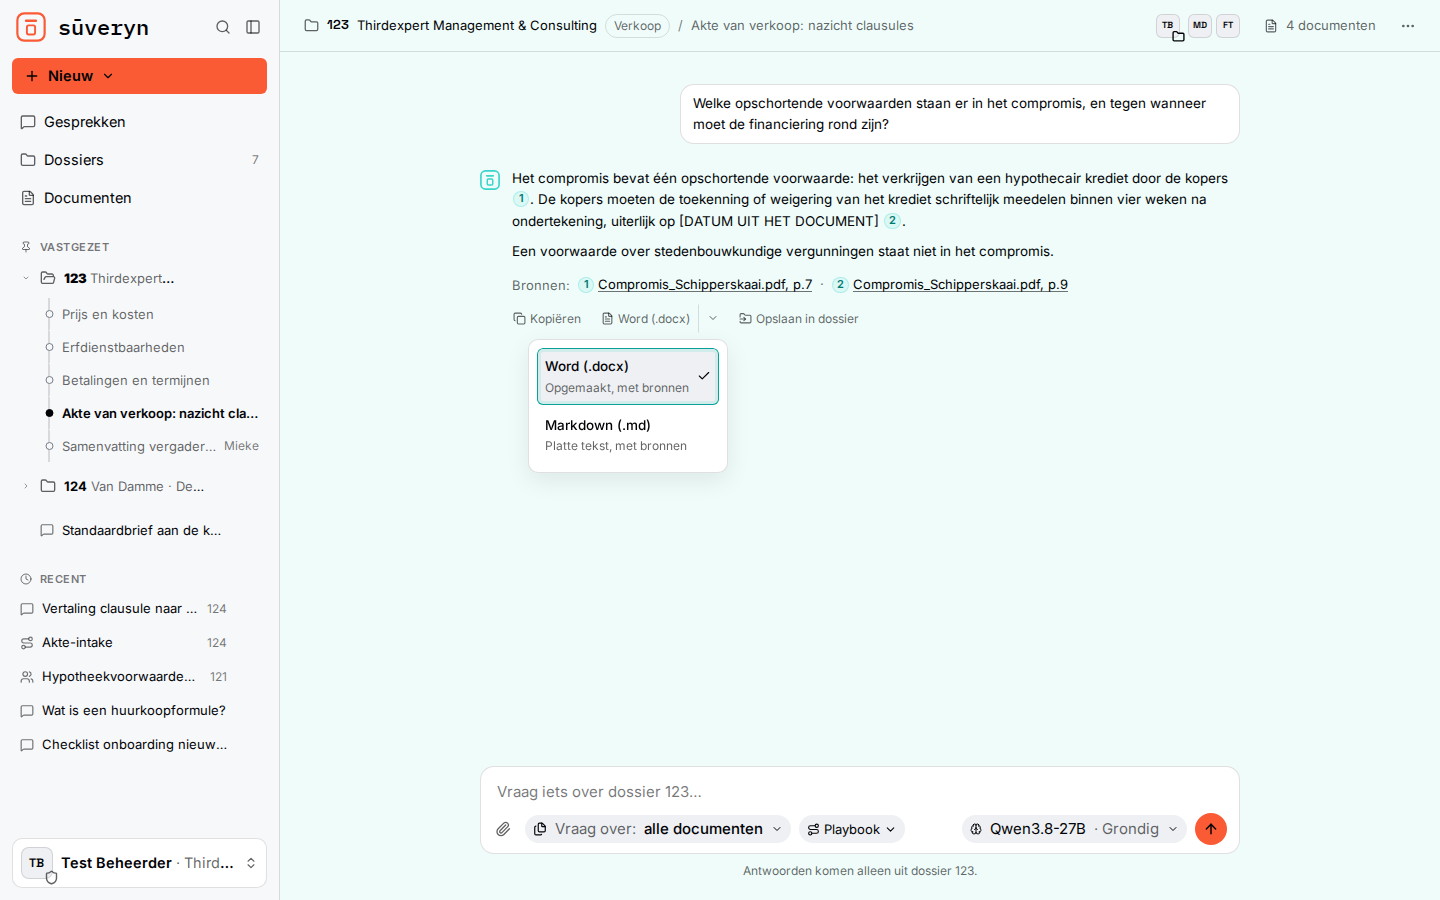 sūveryn
Nieuw
Gesprekken
Dossiers 7
Documenten
VASTGEZET
123 Thirdexpert...
Prijs en kosten
Erfdienstbaarheden
Betalingen en termijnen
Akte van verkoop: nazicht cla...
Samenvatting vergader... Mieke
124 Van Damme · De...
Standaardbrief aan de k...
RECENT
Vertaling clausule naar ... 124
Akte-intake 124
Hypotheekvoorwaarde... 121
Wat is een huurkoopformule?
Checklist onboarding nieuw...
TB Test Beheerder · Third...
123 Thirdexpert Management & Consulting Verkoop / Akte van verkoop: nazicht clausules
TB MD FT 4 documenten
Welke opschortende voorwaarden staan er in het compromis, en tegen wanneer
moet de financiering rond zijn?
Het compromis bevat één opschortende voorwaarde: het verkrijgen van een hypothecair krediet door de kopers
1 . De kopers moeten de toekenning of weigering van het krediet schriftelijk meedelen binnen vier weken na
ondertekening, uiterlijk op [DATUM UIT HET DOCUMENT] 2 .
Een voorwaarde over stedenbouwkundige vergunningen staat niet in het compromis.
Bronnen: 1 Compromis_Schipperskaai.pdf, p.7 · 2 Compromis_Schipperskaai.pdf, p.9
Kopiëren Word (.docx) Opslaan in dossier
Word (.docx)
Opgemaakt, met bronnen
Markdown (.md)
Platte tekst, met bronnen
Vraag iets over dossier 123...
Vraag over: alle documenten Playbook Qwen3.8-27B · Grondig
Antwoorden komen alleen uit dossier 123.